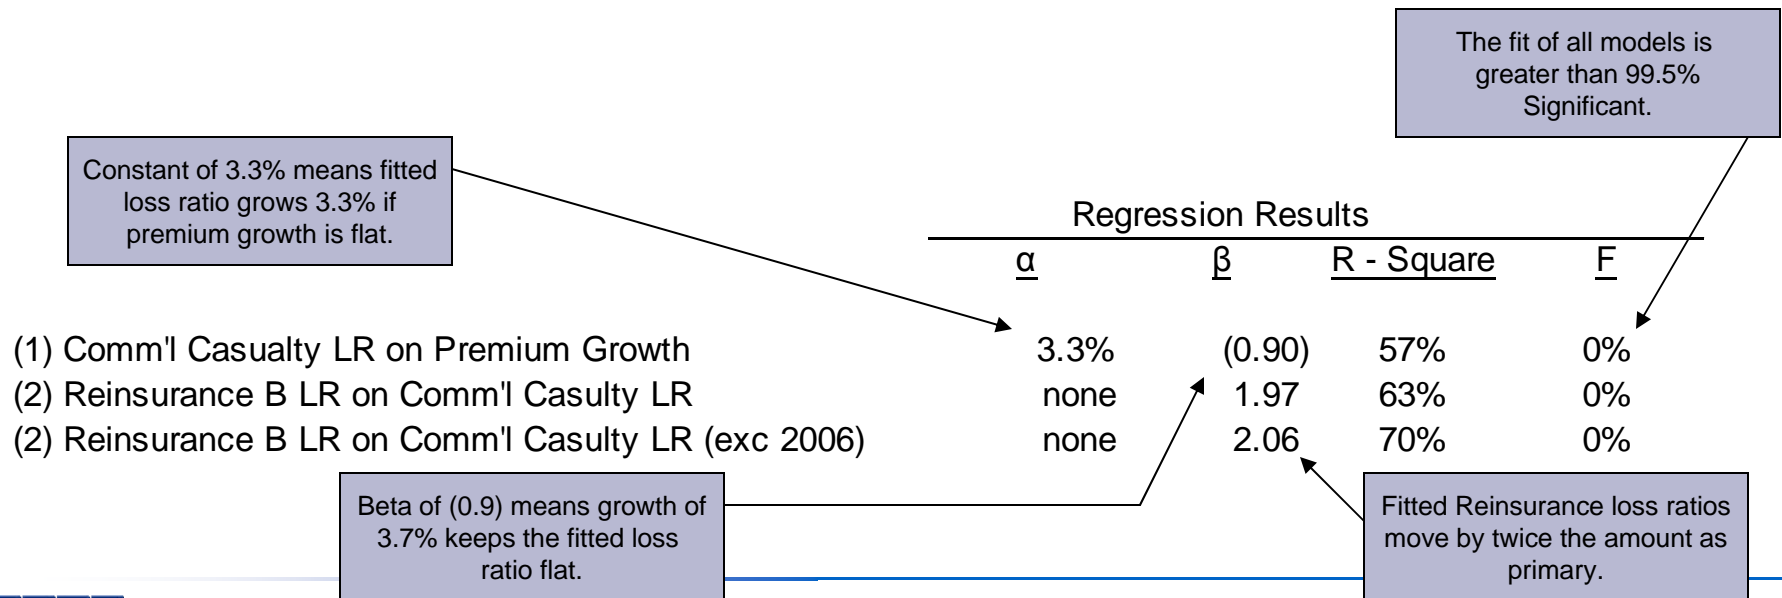 The fit of all models is
greater than 99.5%
Significant.
Constant of 3.3% means fitted
loss ratio grows 3.3% if
premium growth is flat.
Regression Results
α β R - Square F
(1) Comm'l Casualty LR on Premium Growth 3.3% (0.90) 57% 0%
(2) Reinsurance B LR on Comm'l Casulty LR none 1.97 63% 0%
(2) Reinsurance B LR on Comm'l Casulty LR (exc 2006) none 2.06 70% 0%
Beta of (0.9) means growth of
3.7% keeps the fitted loss
ratio flat.
Fitted Reinsurance loss ratios
move by twice the amount as
primary.